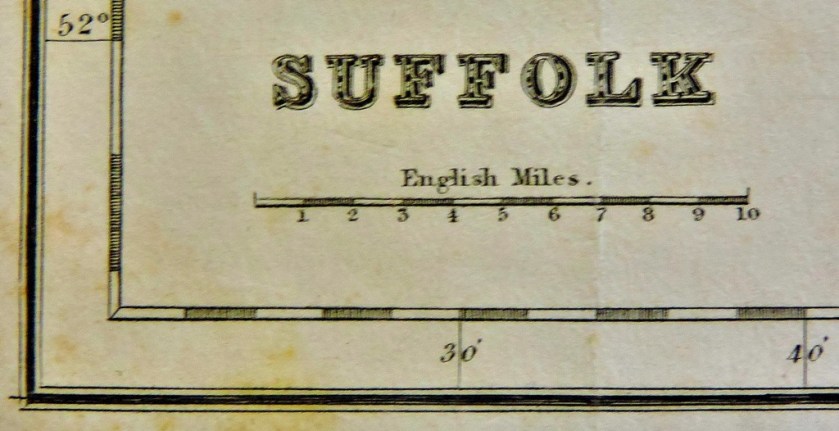 52°
SUFFOLK
English Miles.
1 2 3 4 5 6 7 8 9 10
30' 40'